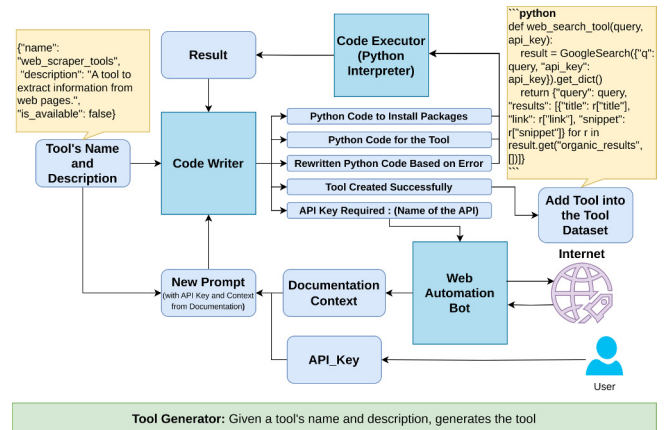 {"name":
"web_scraper_tools",
"description": "A tool to
extract information from
web pages.",
"is_available": false}
Result
Code Executor
(Python
Interpreter)
```python
def web_search_tool(query,
api_key):
result = GoogleSearch({"q":
query, "api_key":
api_key}).get_dict()
return {"query": query,
"results": [{"title": r["title"],
"link": r["link"], "snippet":
r["snippet"]} for r in
result.get("organic_results",
[])]}
```
Tool's Name
and
Description
Code Writer
Python Code to Install Packages
Python Code for the Tool
Rewritten Python Code Based on Error
Tool Created Successfully
API Key Required : (Name of the API)
Add Tool into
the Tool
Dataset
New Prompt
(with API Key and Context
from Documentation)
Documentation
Context
Web
Automation
Bot
Internet
API_Key
User
Tool Generator: Given a tool's name and description, generates the tool